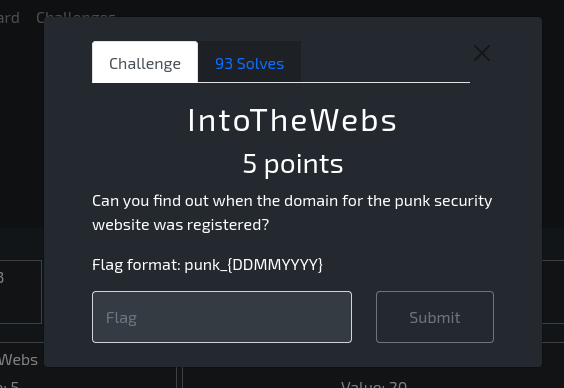 ard Challenges
Challenge 93 Solves
IntoTheWebs
5 points
Can you find out when the domain for the punk security
website was registered?
Flag format: punk_{DDMMYYYY}
Flag Submit
Webs
: 5 Value: 20